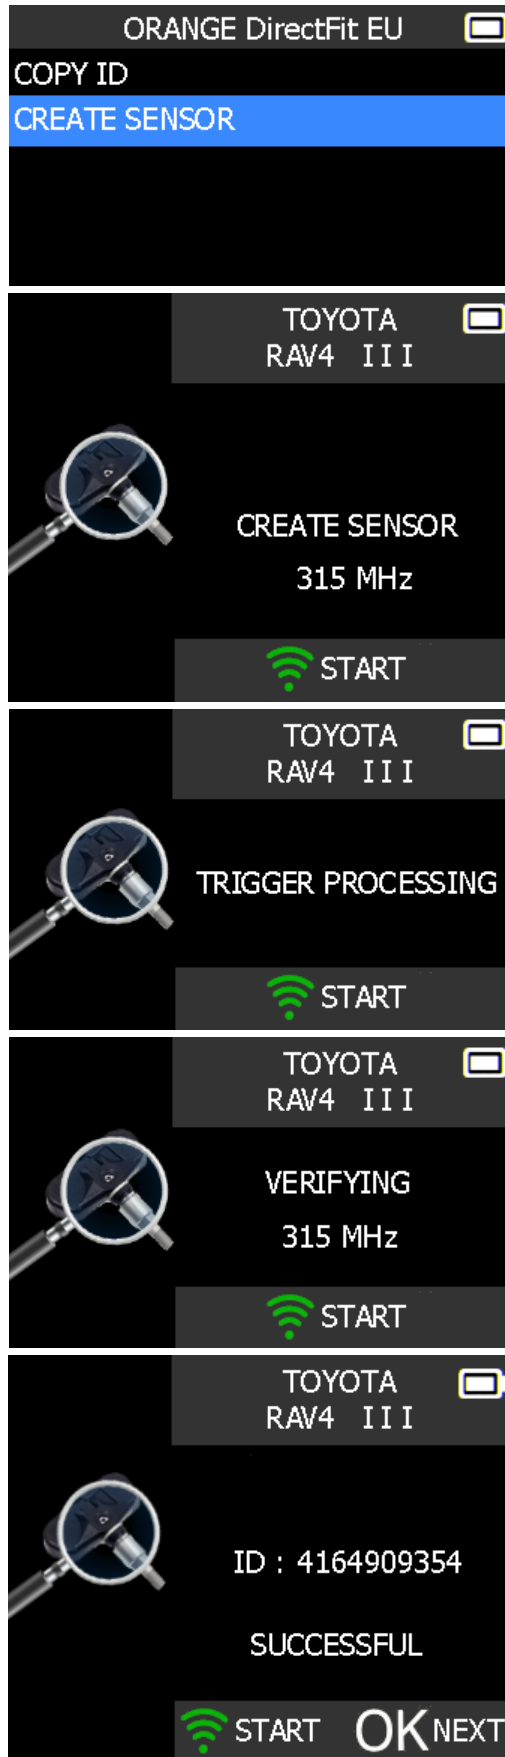 ORANGE DirectFit EU
COPY ID
CREATE SENSOR
TOYOTA
RAV4 III
CREATE SENSOR
315 MHz
START
TOYOTA
RAV4 III
TRIGGER PROCESSING
START
TOYOTA
RAV4 III
VERIFYING
315 MHz
START
TOYOTA
RAV4 III
ID : 4164909354
SUCCESSFUL
START OK NEXT